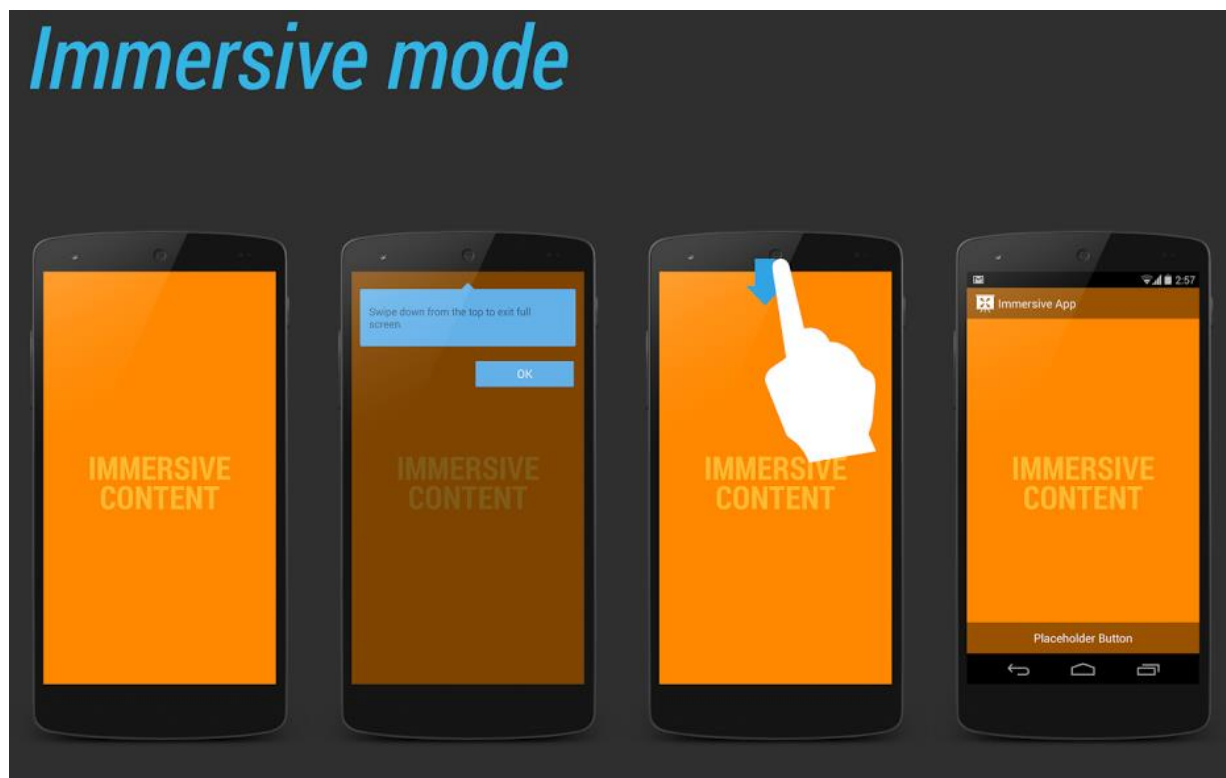 Immersive mode
IMMERSIVE
CONTENT
Swipe down from the top to exit full
screen
OK
IMMERSIVE
CONTENT
IMMERSIVE
CONTENT
2:57
Immersive App
IMMERSIVE
CONTENT
Placeholder Button